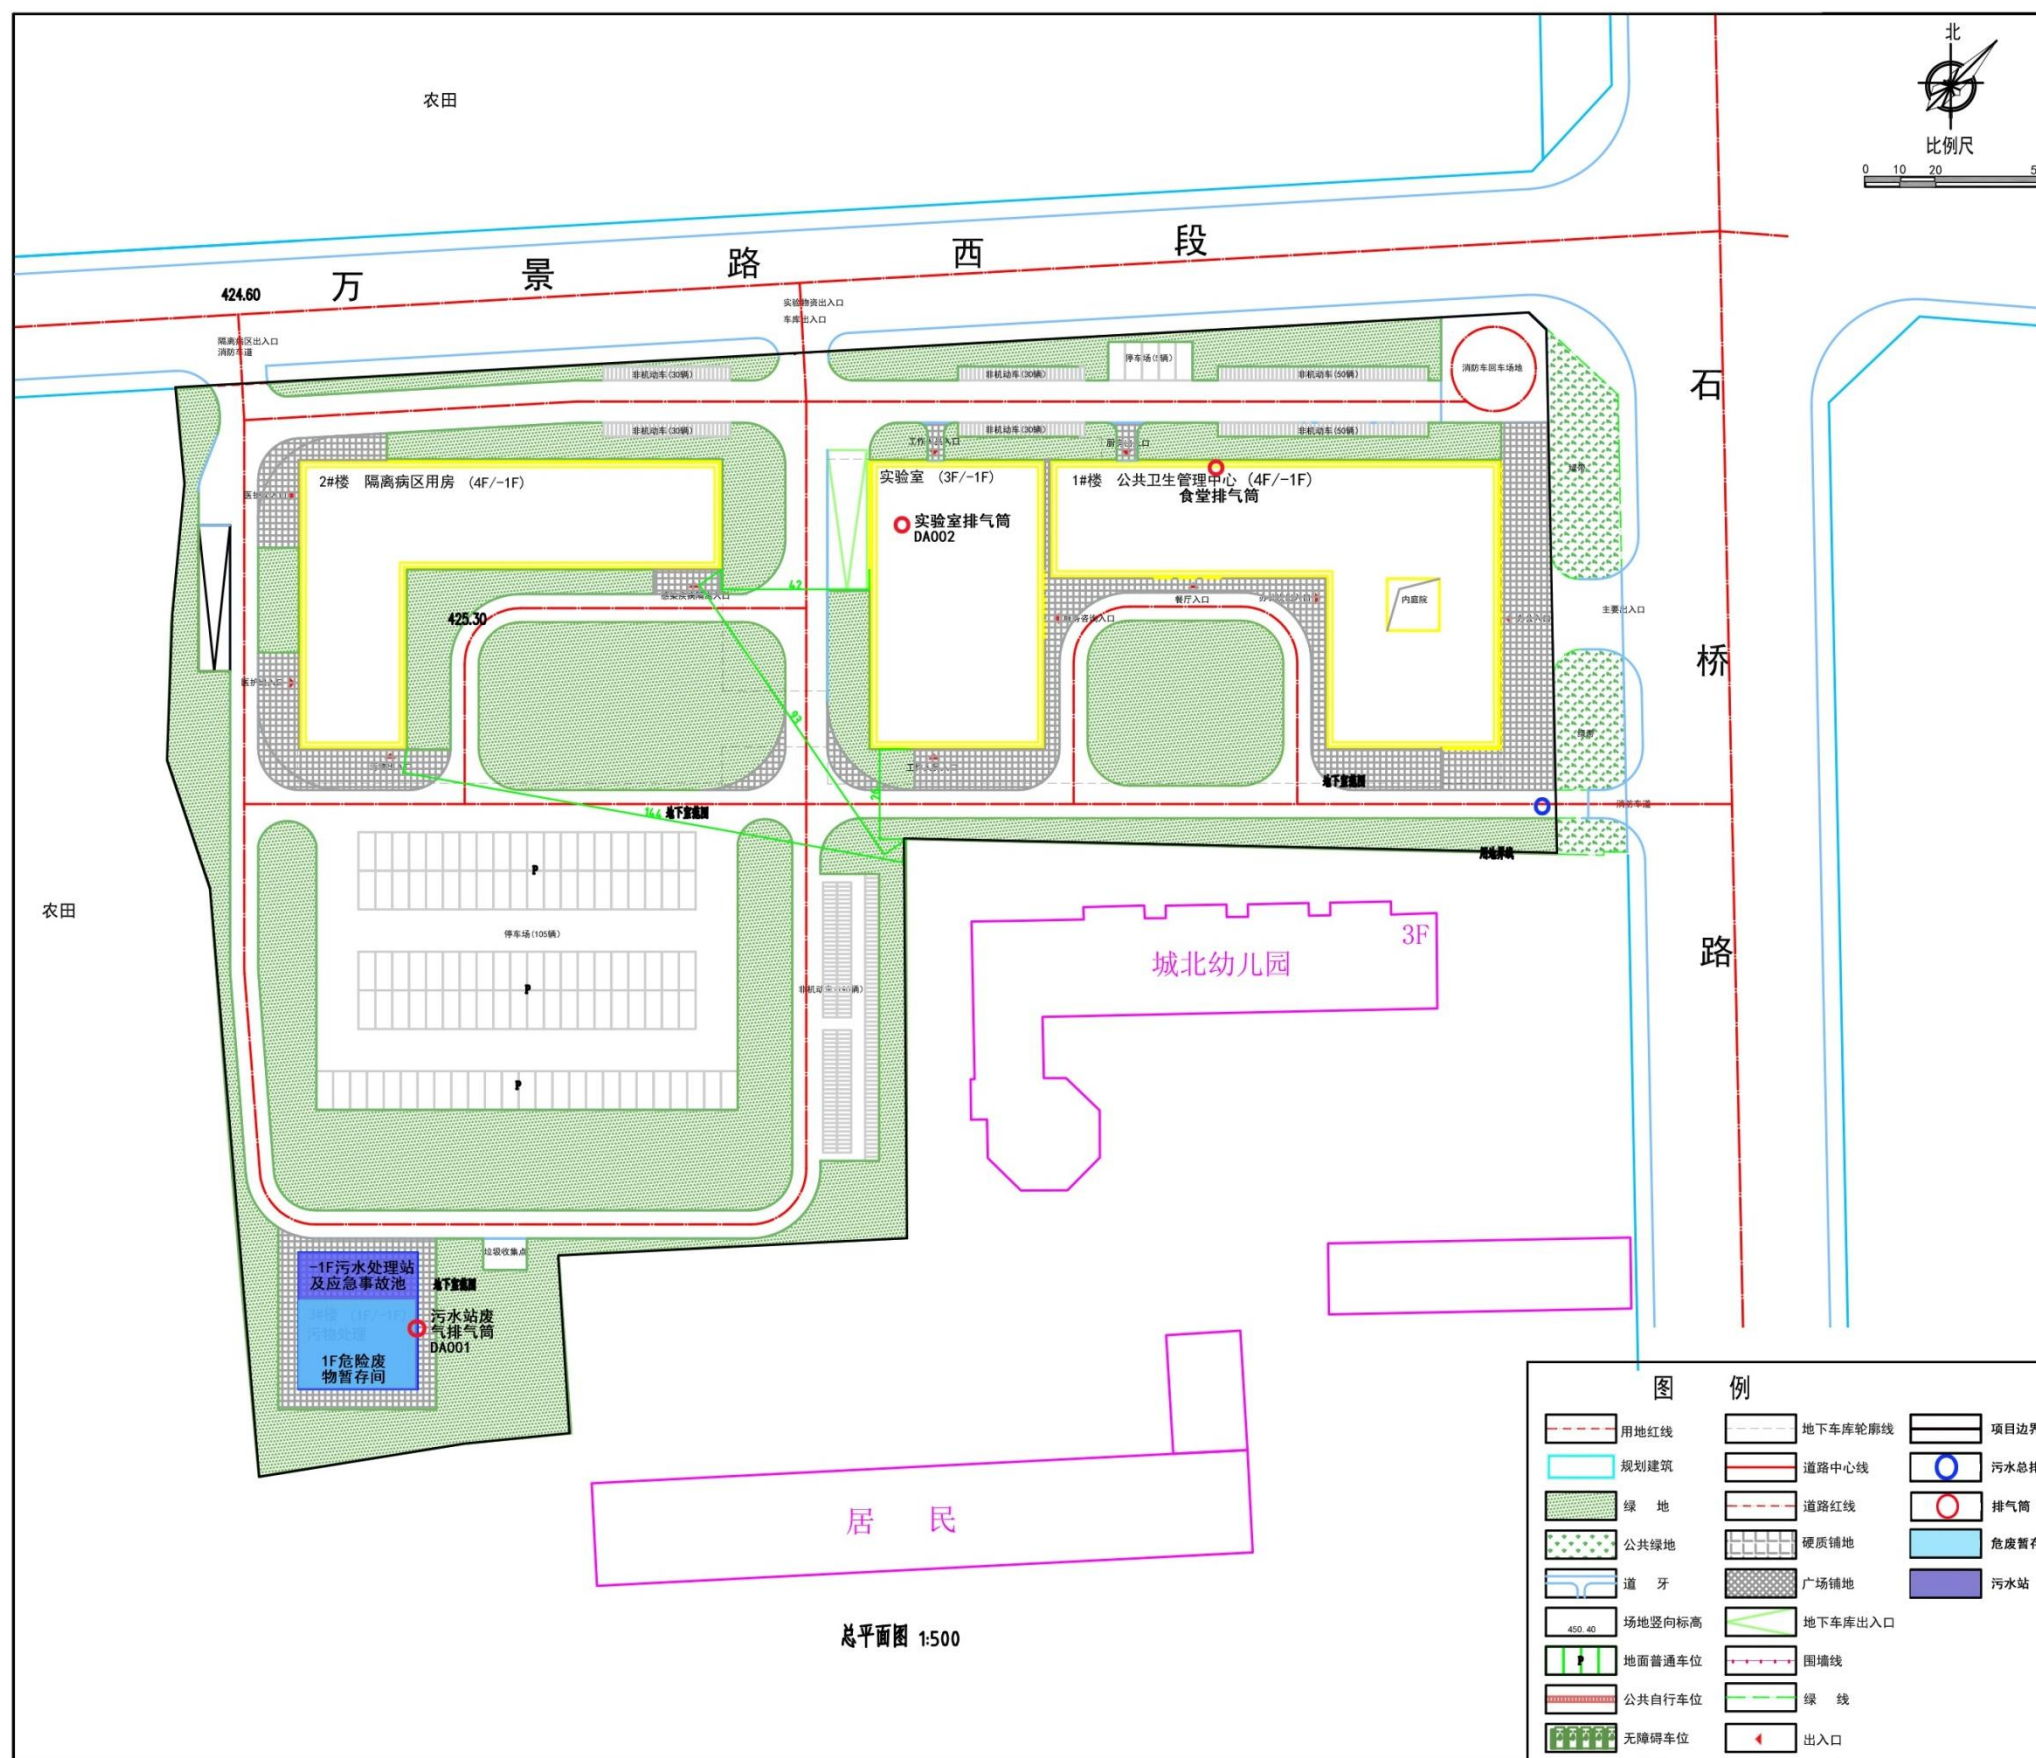 北
农田
比例尺
0 10 20
万景路西段
424.60
实验物资出入口
车库出入口
隔离病区出入口
消防车道
停车场(5辆)
消防车回车场地
非机动车(30辆)
非机动车(30辆)
非机动车(50辆)
石桥路
非机动车(30辆)
非机动车(30辆)
非机动车(50辆)
2#楼 隔离病区用房 (4F/-1F)
实验室 (3F/-1F)
1#楼 公共卫生管理中心 (4F/-1F)
食堂排气筒
实验室排气筒
DA002
42
餐厅入口
内庭院
主要出入口
425.30
93
绿带
绿带
144
地下室范围
地下室范围
消防车道
用地界线
P
农田
停车场(105辆)
P
P
3F
城北幼儿园
垃圾收集点
-1F污水处理站
及应急事故池
地下室范围
污水站废
气排气筒
DA001
1F危险废
物暂存间
居 民
总平面图 1:500
图 例
用地红线
地下车库轮廓线
规划建筑
道路中心线
绿 地
道路红线
排气筒
公共绿地
硬质铺地
道 牙
广场铺地
污水站
450.40
场地竖向标高
地下车库出入口
P
地面普通车位
围墙线
公共自行车位
绿 线
无障碍车位
出入口